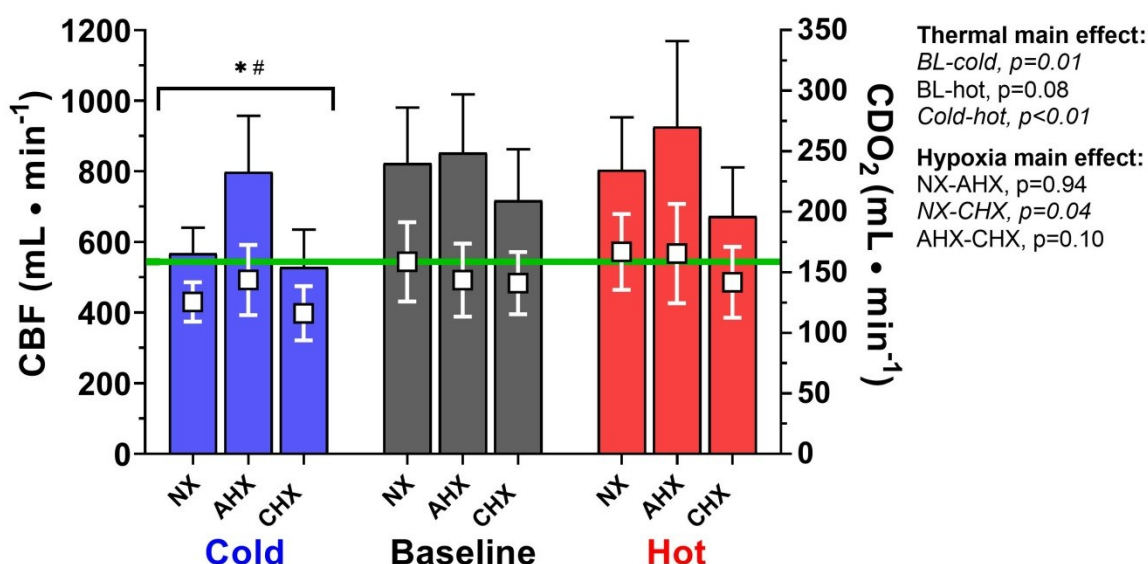 CBF (mL • min⁻¹)
1200
1000
800
600
400
200
0
* #
NX
AHX
CHX
Cold
NX
AHX
CHX
Baseline
NX
AHX
CHX
Hot
350
300
250
200
150
100
50
0
CDO₂ (mL • min⁻¹)
Thermal main effect:
BL-cold, p=0.01
BL-hot, p=0.08
Cold-hot, p<0.01
Hypoxia main effect:
NX-AHX, p=0.94
NX-CHX, p=0.04
AHX-CHX, p=0.10